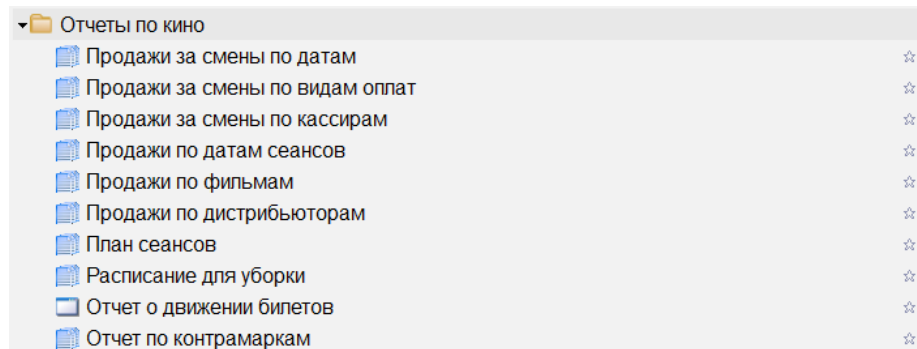 Отчеты по кино
Продажи за смены по датам
Продажи за смены по видам оплат
Продажи за смены по кассирам
Продажи по датам сеансов
Продажи по фильмам
Продажи по дистрибьюторам
План сеансов
Расписание для уборки
Отчет о движении билетов
Отчет по контрамаркам